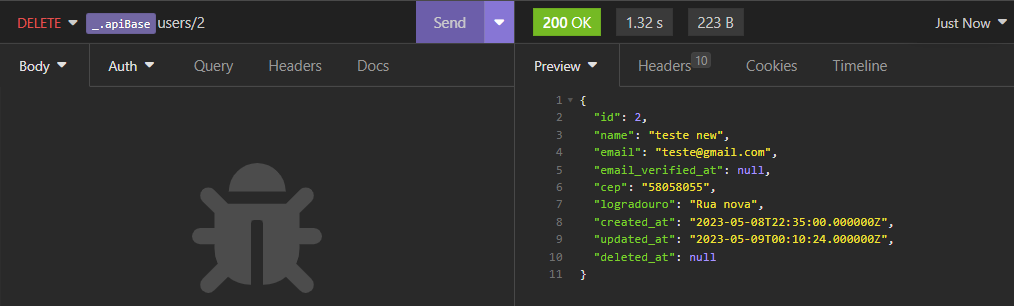 DELETE _.apiBase users/2 Send 200 OK 1.32 s 223 B Just Now
Body Auth Query Headers Docs Preview Headers 10 Cookies Timeline
1 {
2 "id": 2,
3 "name": "teste new",
4 "email": "teste@gmail.com",
5 "email_verified_at": null,
6 "cep": "58058055",
7 "logradouro": "Rua nova",
8 "created_at": "2023-05-08T22:35:00.000000Z",
9 "updated_at": "2023-05-09T00:10:24.000000Z",
10 "deleted_at": null
11 }